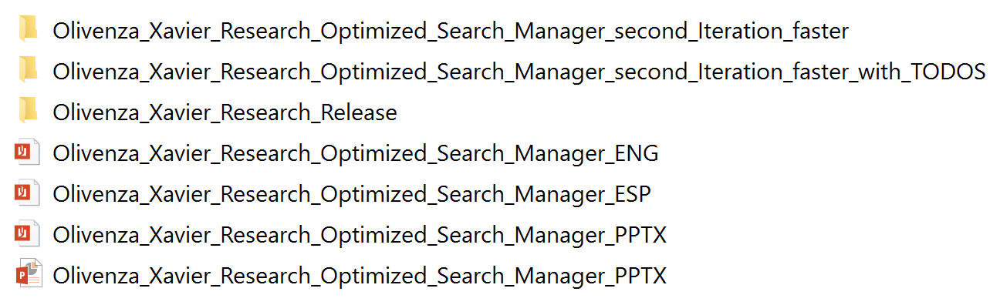 Olivenza_Xavier_Research_Optimized_Search_Manager_second_Iteration_faster
Olivenza_Xavier_Research_Optimized_Search_Manager_second_Iteration_faster_with_TODOS
Olivenza_Xavier_Research_Release
Olivenza_Xavier_Research_Optimized_Search_Manager_ENG
Olivenza_Xavier_Research_Optimized_Search_Manager_ESP
Olivenza_Xavier_Research_Optimized_Search_Manager_PPTX
Olivenza_Xavier_Research_Optimized_Search_Manager_PPTX